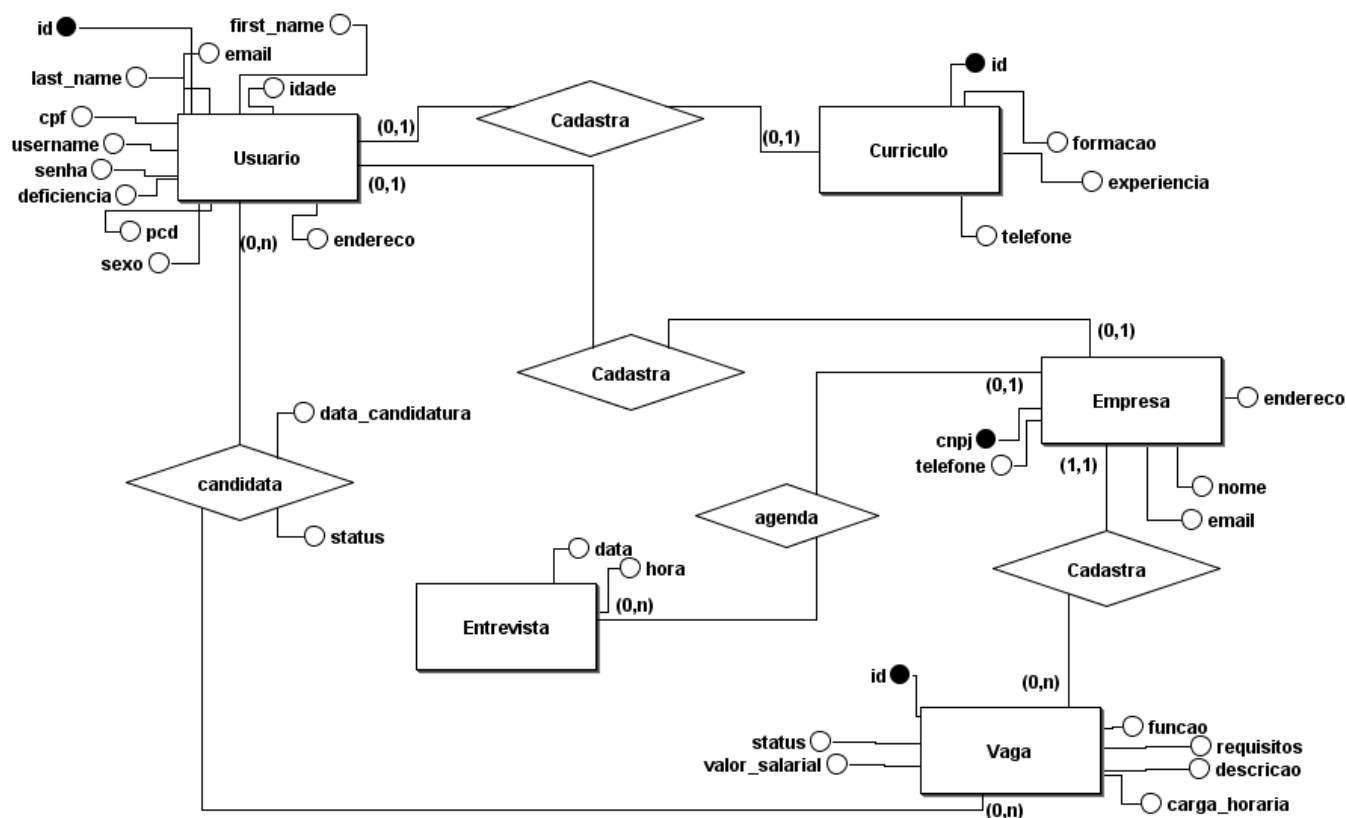 first_name
id
email
last_name
idade
id
cpf
(0,1)
Cadastra
(0,1)
username
Usuario
Curriculo
formacao
senha
(0,1)
experiencia
deficiencia
pcd
(0,n)
endereco
telefone
sexo
(0,1)
Cadastra
(0,1)
Empresa
endereco
data_candidatura
cnpj
telefone
(1,1)
candidata
nome
agenda
email
status
data
hora
Cadastra
(0,n)
Entrevista
id
(0,n)
funcao
status
Vaga
requisitos
valor_salarial
descricao
carga_horaria
(0,n)